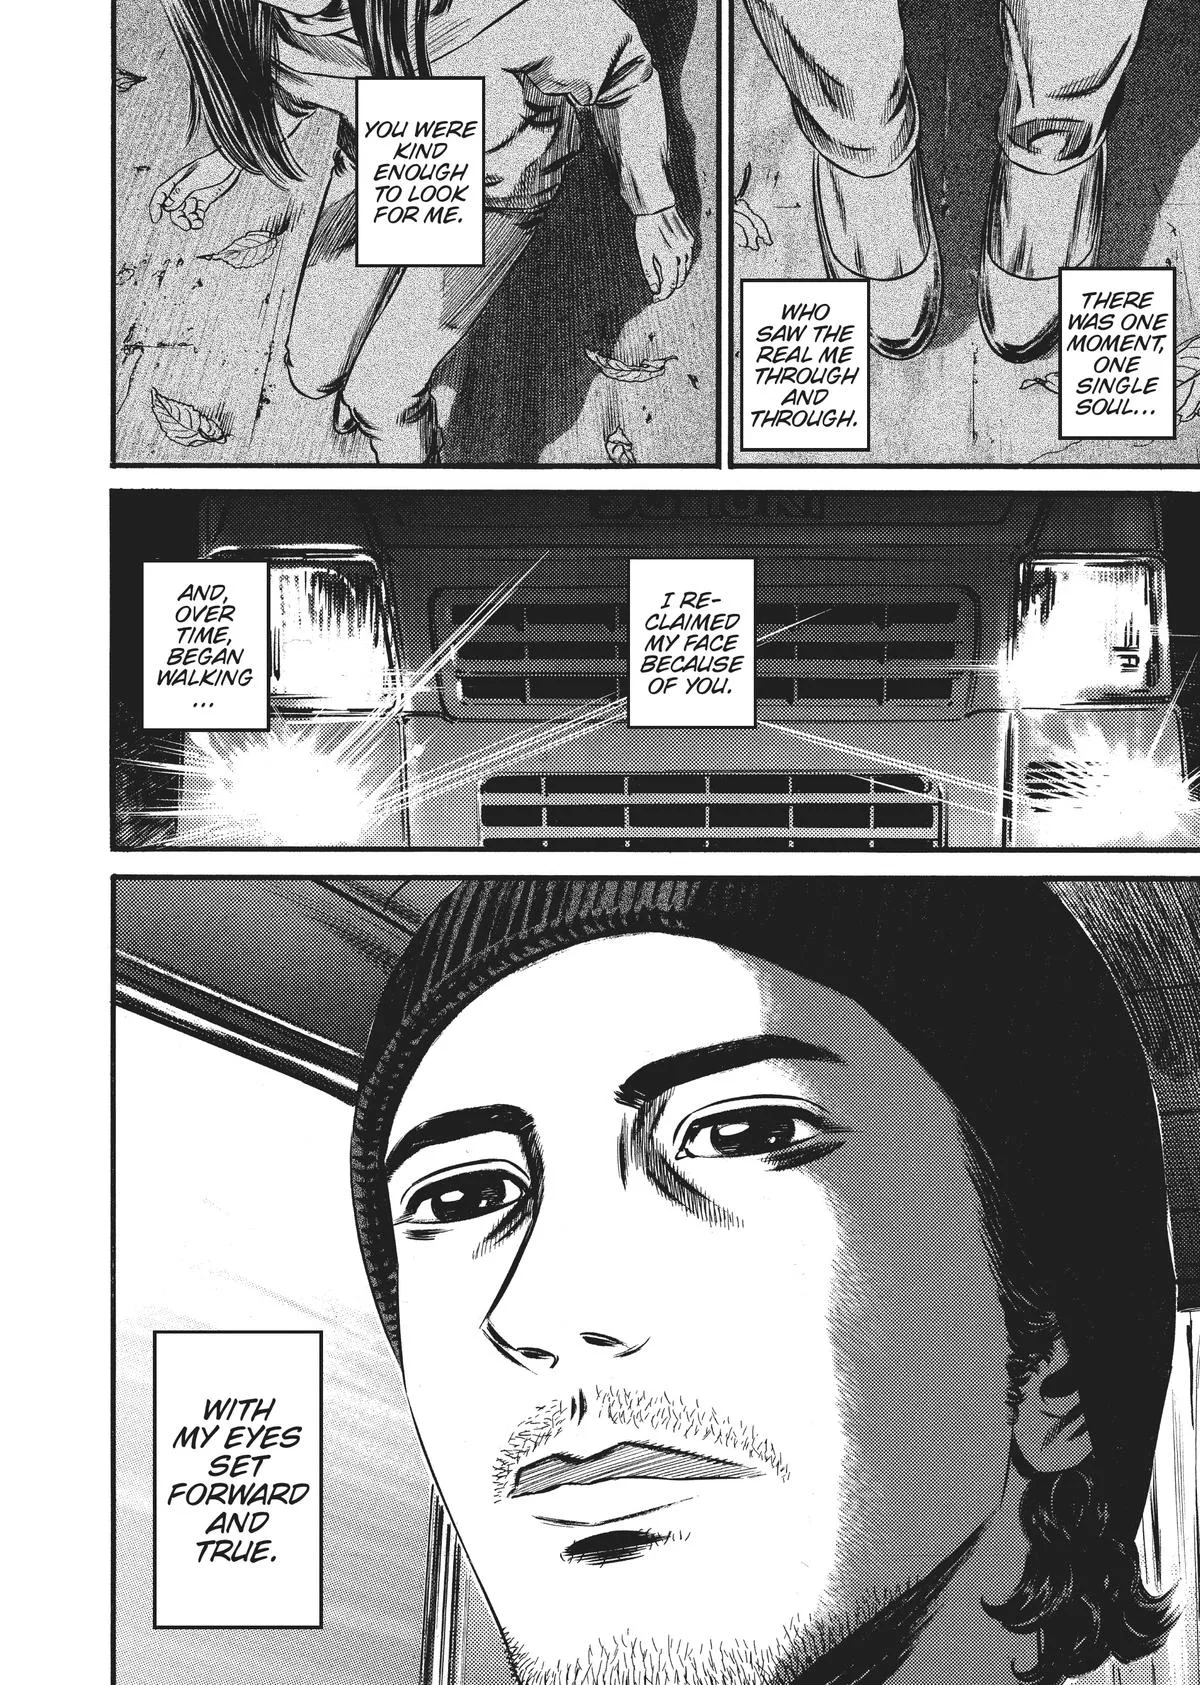 THERE
WAS ONE
MOMENT,
ONE
SINGLE
SOUL...
WHO
SAW THE
REAL ME
THROUGH
AND
THROUGH.
YOU WERE
KIND
ENOUGH
TO LOOK
FOR ME.
I RE-
CLAIMED
MY FACE
BECAUSE
OF YOU.
AND,
OVER
TIME,
BEGAN
WALKING
...
WITH
MY EYES
SET
FORWARD
AND
TRUE.